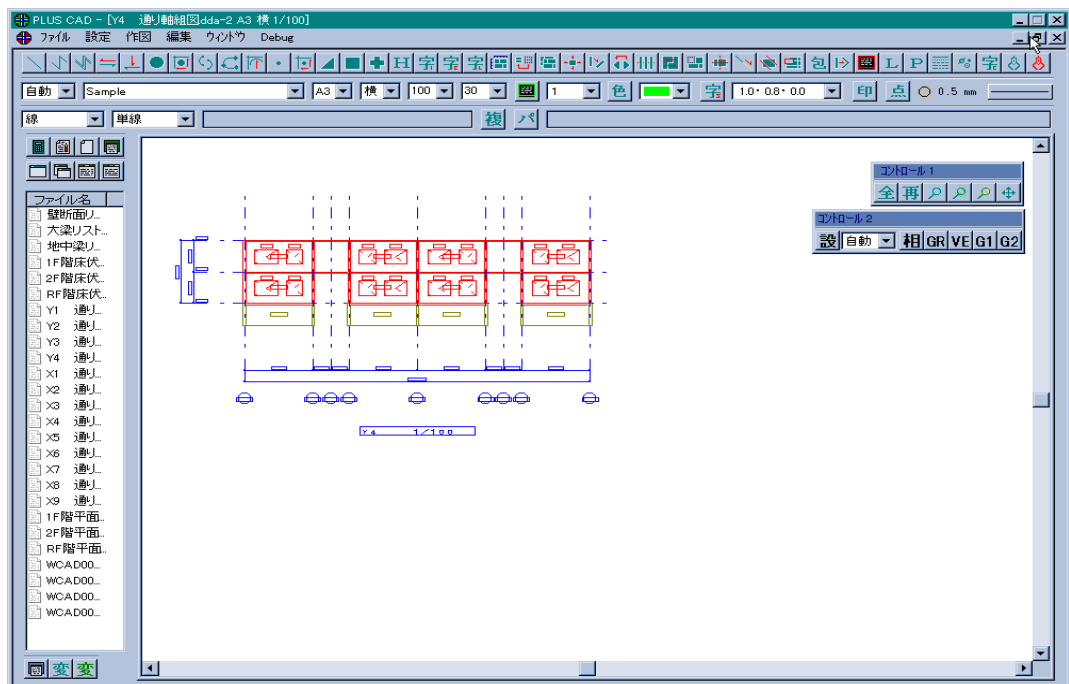 PLUS CAD - [Y4 通り軸組図dda-2 A3 横 1/100]
ファイル 設定 作図 編集 ウィンドウ Debug
字 字 字 包 L P 字
自動 Sample A3 横 100 30 1 色 字 1.0・0.8・0.0 印 点 0.5 mm
線 単線 複 パ
コントロール 1
全 再
コントロール 2
設 自動 相 GR VE G1 G2
ファイル名
壁断面リ...
大梁リスト...
地中梁リ...
1F階床伏...
2F階床伏...
RF階床伏...
Y1 通り...
Y2 通り...
Y3 通り...
Y4 通り...
X1 通り...
X2 通り...
X3 通り...
X4 通り...
X5 通り...
X6 通り...
X7 通り...
X8 通り...
X9 通り...
1F階平面...
2F階平面...
RF階平面...
WCAD00...
WCAD00...
WCAD00...
WCAD00...
Y4 1/100
変 変